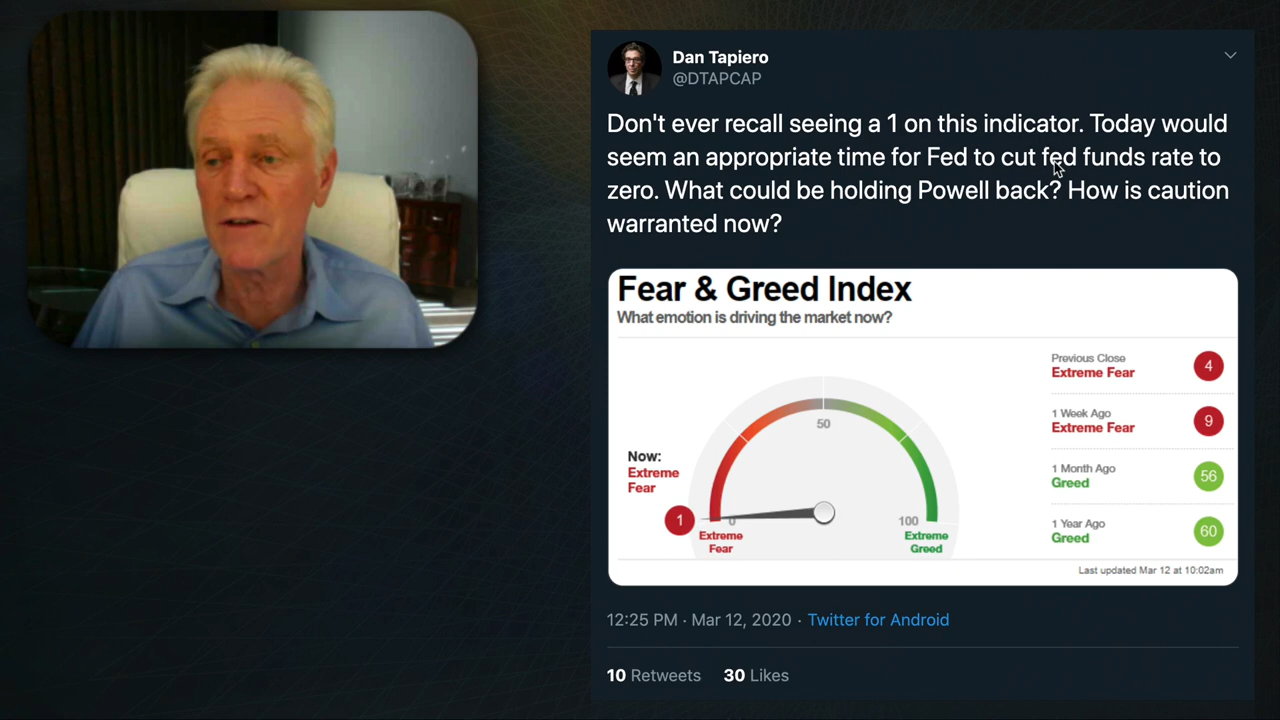 Dan Tapiero
@DTAPCAP
Don't ever recall seeing a 1 on this indicator. Today would
seem an appropriate time for Fed to cut fed funds rate to
zero. What could be holding Powell back? How is caution
warranted now?
Fear & Greed Index
What emotion is driving the market now?
Previous Close
Extreme Fear
4
1 Week Ago
Extreme Fear
9
1 Month Ago
Greed
56
1 Year Ago
Greed
60
50
Now:
Extreme
Fear
1
0
Extreme
Fear
100
Extreme
Greed
Last updated Mar 12 at 10:02am
12:25 PM · Mar 12, 2020 · Twitter for Android
10 Retweets 30 Likes